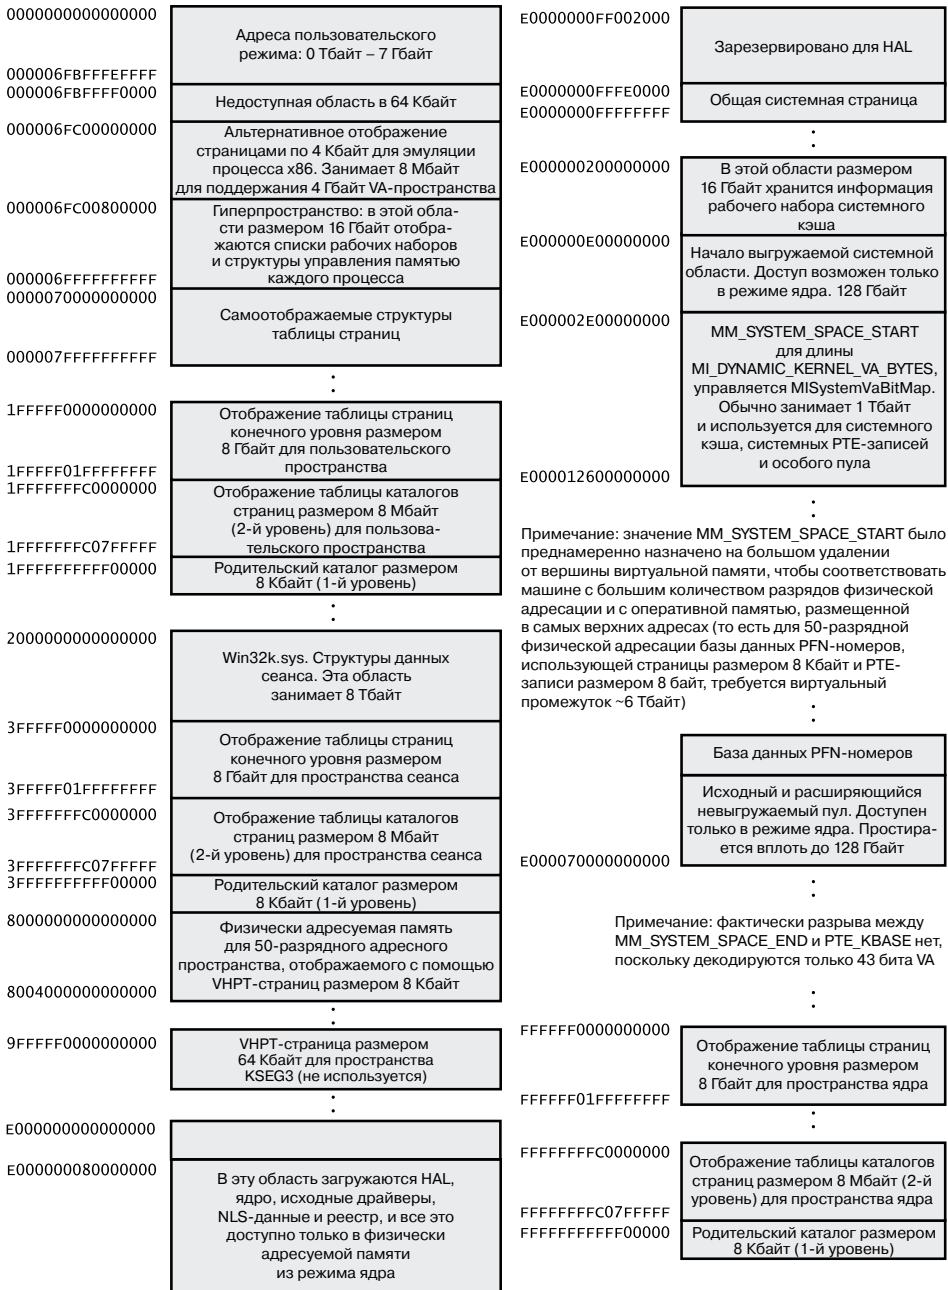 0000000000000000
Адреса пользовательского
режима: 0 Тбайт – 7 Гбайт
000006FBFFFEFFFF
000006FBFFFF0000
Недоступная область в 64 Кбайт
000006FC00000000
Альтернативное отображение
страницами по 4 Кбайт для эмуляции
процесса x86. Занимает 8 Мбайт
для поддержания 4 Гбайт VA-пространства
000006FC00800000
Гиперпространство: в этой обла-
сти размером 16 Гбайт отобра-
жаются списки рабочих наборов
и структуры управления памятью
каждого процесса
000006FFFFFFFFFF
0000070000000000
Самоотображаемые структуры
таблицы страниц
000007FFFFFFFFFF
1FFFFF0000000000
Отображение таблицы страниц
конечного уровня размером
8 Гбайт для пользовательского
пространства
1FFFFF01FFFFFFFF
1FFFFFFFC0000000
Отображение таблицы каталогов
страниц размером 8 Мбайт
(2-й уровень) для пользова-
тельского пространства
1FFFFFFFC07FFFFF
1FFFFFFFFFF00000
Родительский каталог размером
8 Кбайт (1-й уровень)
2000000000000000
Win32k.sys. Структуры данных
сеанса. Эта область
занимает 8 Тбайт
3FFFFF0000000000
Отображение таблицы страниц
конечного уровня размером
8 Гбайт для пространства сеанса
3FFFFF01FFFFFFFF
3FFFFFFFC0000000
Отображение таблицы каталогов
страниц размером 8 Мбайт
(2-й уровень) для пространства сеанса
3FFFFFFFC07FFFFF
3FFFFFFFFFF00000
Родительский каталог размером
8 Кбайт (1-й уровень)
8000000000000000
Физически адресуемая память
для 50-разрядного адресного
пространства, отображаемого с помощью
VHPT-страниц размером 8 Кбайт
8004000000000000
9FFFFF0000000000
VHPT-страница размером
64 Кбайт для пространства
KSEG3 (не используется)
E000000000000000
E000000080000000
В эту область загружаются HAL,
ядро, исходные драйверы,
NLS-данные и реестр, и все это
доступно только в физически
адресуемой памяти
из режима ядра
E0000000FF002000
Зарезервировано для HAL
E0000000FFFE0000
Общая системная страница
E0000000FFFFFFFF
E000000200000000
В этой области размером
16 Гбайт хранится информация
рабочего набора системного
кэша
E000000E00000000
Начало выгружаемой системной
области. Доступ возможен только
в режиме ядра. 128 Гбайт
E000002E00000000
MM_SYSTEM_SPACE_START
для длины
MI_DYNAMIC_KERNEL_VA_BYTES,
управляется MISystemVaBitMap.
Обычно занимает 1 Тбайт
и используется для системного
кэша, системных PTE-записей
и особого пула
E000012600000000
Примечание: значение MM_SYSTEM_SPACE_START было
преднамеренно назначено на большом удалении
от вершины виртуальной памяти, чтобы соответствовать
машине с большим количеством разрядов физической
адресации и с оперативной памятью, размещенной
в самых верхних адресах (то есть для 50-разрядной
физической адресации базы данных PFN-номеров,
использующей страницы размером 8 Кбайт и PTE-
записи размером 8 байт, требуется виртуальный
промежуток ~6 Тбайт)
База данных PFN-номеров
Исходный и расширяющийся
невыгружаемый пул. Доступен
только в режиме ядра. Простира-
ется вплоть до 128 Гбайт
E000070000000000
Примечание: фактически разрыва между
MM_SYSTEM_SPACE_END и PTE_KBASE нет,
поскольку декодируются только 43 бита VA
FFFFFF0000000000
Отображение таблицы страниц
конечного уровня размером
8 Гбайт для пространства ядра
FFFFFF01FFFFFFFF
FFFFFFFFC0000000
Отображение таблицы каталогов
страниц размером 8 Мбайт (2-й
уровень) для пространства ядра
FFFFFFFFC07FFFFF
FFFFFFFFFFF00000
Родительский каталог размером
8 Кбайт (1-й уровень)